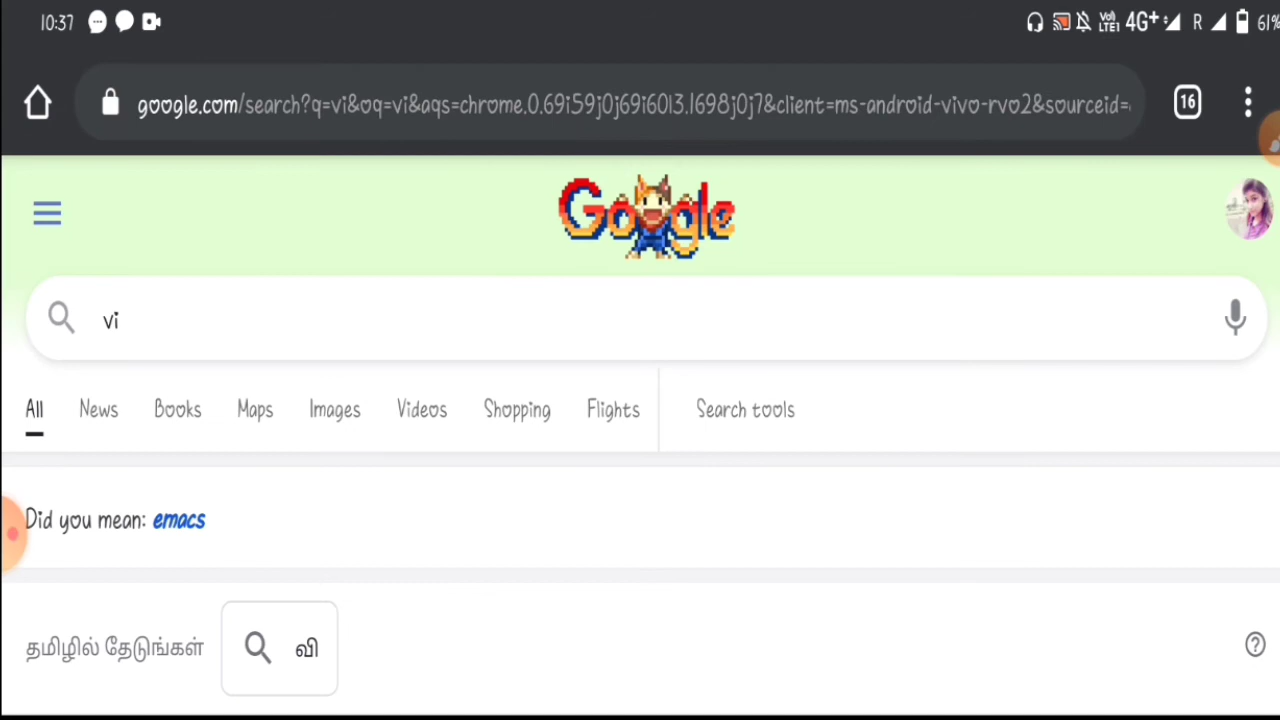 10:37 Vol) LTE1 4G+ R 61%
google.com/search?q=vi&oq=vi&aqs=chrome.0.69i59j0j69i60l3.1698j0j7&client=ms-android-vivo-rvo2&sourceid= 16
Google
vi
All News Books Maps Images Videos Shopping Flights Search tools
Did you mean: emacs
தமிழில் தேடுங்கள் வி